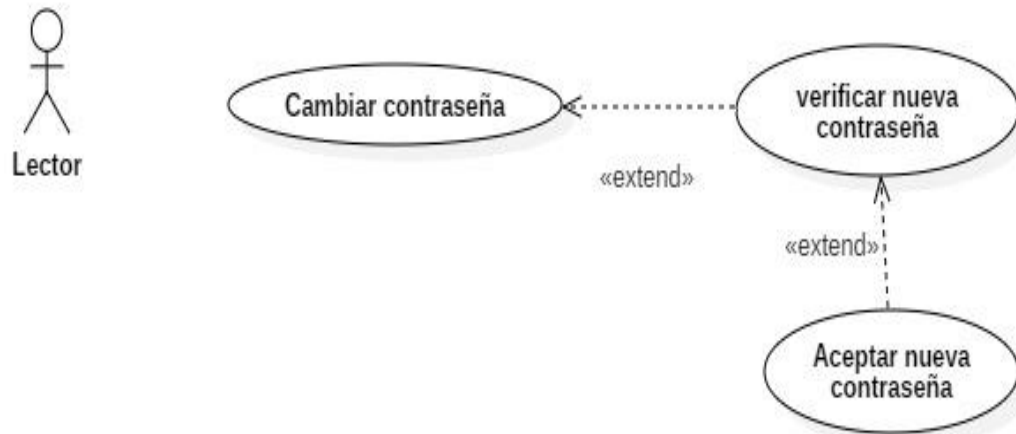 Lector
Cambiar contraseña
verificar nueva
contraseña
«extend»
«extend»
Aceptar nueva
contraseña